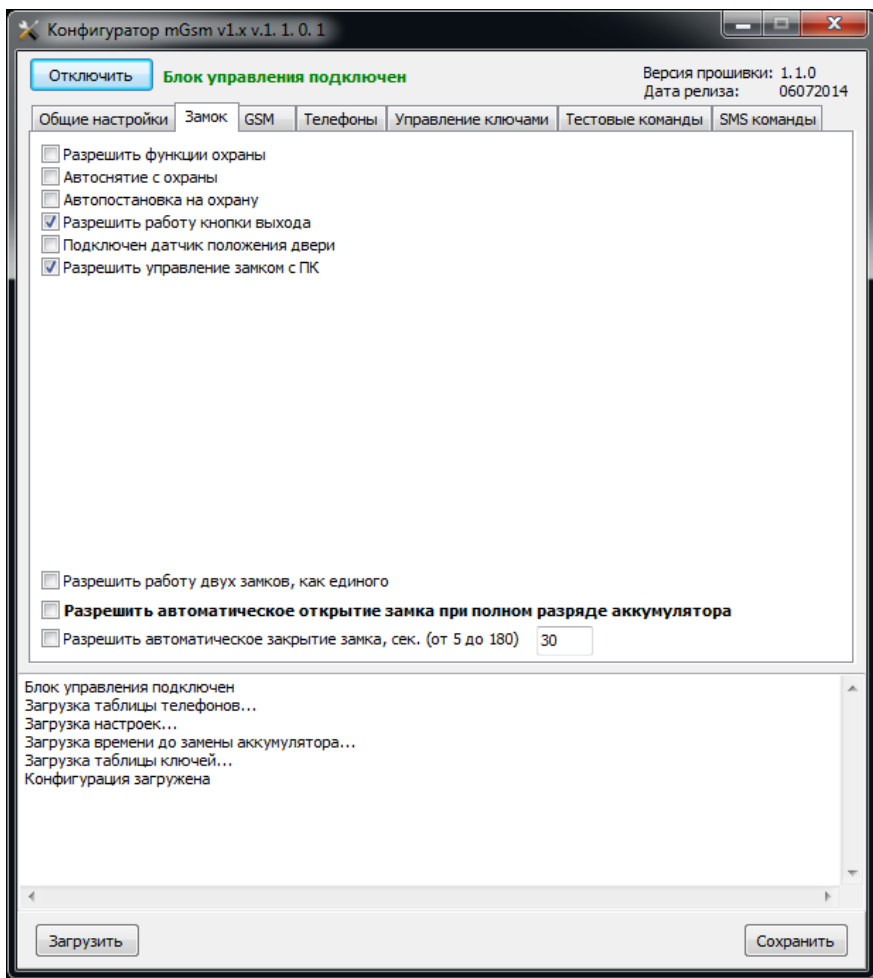 Конфигуратор mGsm v1.x v.1. 1. 0. 1
Отключить Блок управления подключен Версия прошивки: 1.1.0
Дата релиза: 06072014
Общие настройки Замок GSM Телефоны Управление ключами Тестовые команды SMS команды
Разрешить функции охраны
Автоснятие с охраны
Автопостановка на охрану
Разрешить работу кнопки выхода
Подключен датчик положения двери
Разрешить управление замком с ПК
Разрешить работу двух замков, как единого
Разрешить автоматическое открытие замка при полном разряде аккумулятора
Разрешить автоматическое закрытие замка, сек. (от 5 до 180) 30
Блок управления подключен
Загрузка таблицы телефонов...
Загрузка настроек...
Загрузка времени до замены аккумулятора...
Загрузка таблицы ключей...
Конфигурация загружена
Загрузить Сохранить